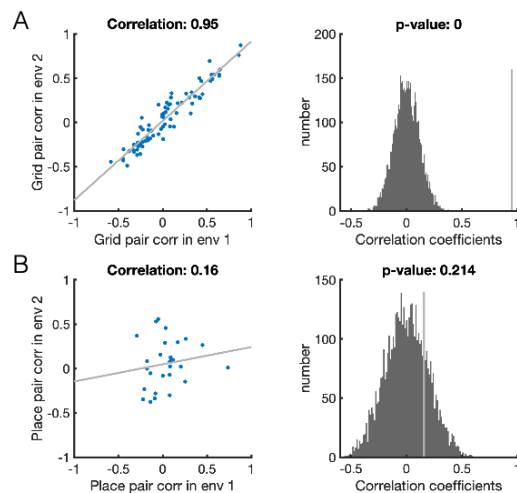 A
Correlation: 0.95
Grid pair corr in env 2
1
0.5
0
-0.5
-1
-1 -0.5 0 0.5 1
Grid pair corr in env 1
p-value: 0
number
200
150
100
50
0
-0.5 0 0.5 1
Correlation coefficients
B
Correlation: 0.16
Place pair corr in env 2
1
0.5
0
-0.5
-1
-1 -0.5 0 0.5 1
Place pair corr in env 1
p-value: 0.214
number
150
100
50
0
-0.5 0 0.5 1
Correlation coefficients